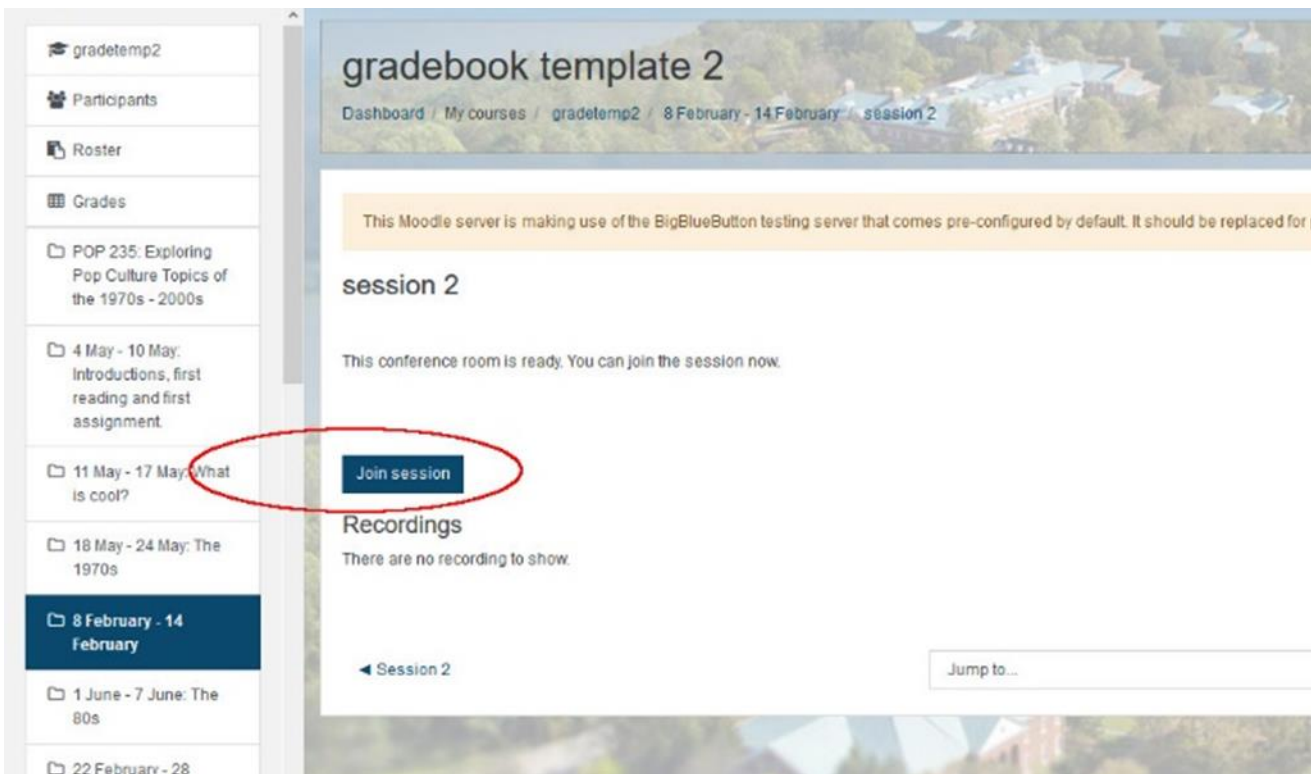 gradetemp2
Participants
Roster
Grades
POP 235: Exploring
Pop Culture Topics of
the 1970s - 2000s
4 May - 10 May:
Introductions, first
reading and first
assignment.
11 May - 17 May: What
is cool?
18 May - 24 May: The
1970s
8 February - 14
February
1 June - 7 June: The
80s
22 February - 28
gradebook template 2
Dashboard / My courses / gradetemp2 / 8 February - 14 February / session 2
This Moodle server is making use of the BigBlueButton testing server that comes pre-configured by default. It should be replaced for
session 2
This conference room is ready. You can join the session now.
Join session
Recordings
There are no recording to show.
◄ Session 2
Jump to...